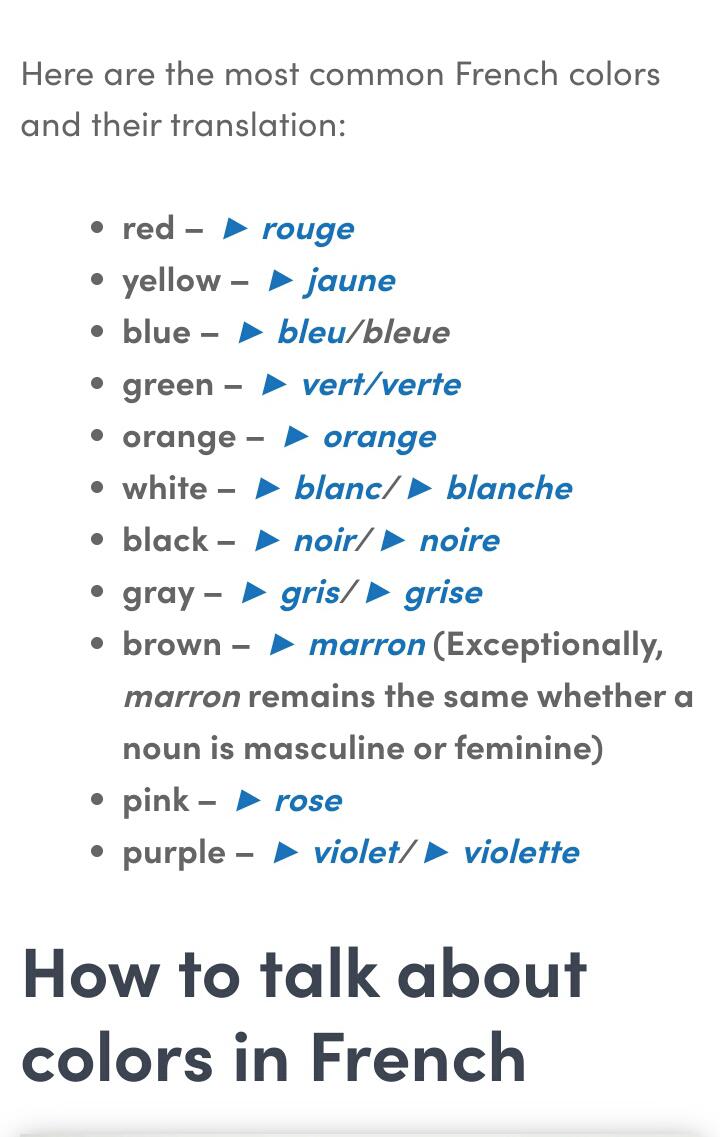 Here are the most common French colors
and their translation:
• red – ▶ rouge
• yellow – ▶ jaune
• blue – ▶ bleu/bleue
• green – ▶ vert/verte
• orange – ▶ orange
• white – ▶ blanc/ ▶ blanche
• black – ▶ noir/ ▶ noire
• gray – ▶ gris/ ▶ grise
• brown – ▶ marron (Exceptionally,
marron remains the same whether a
noun is masculine or feminine)
• pink – ▶ rose
• purple – ▶ violet/ ▶ violette
How to talk about
colors in French